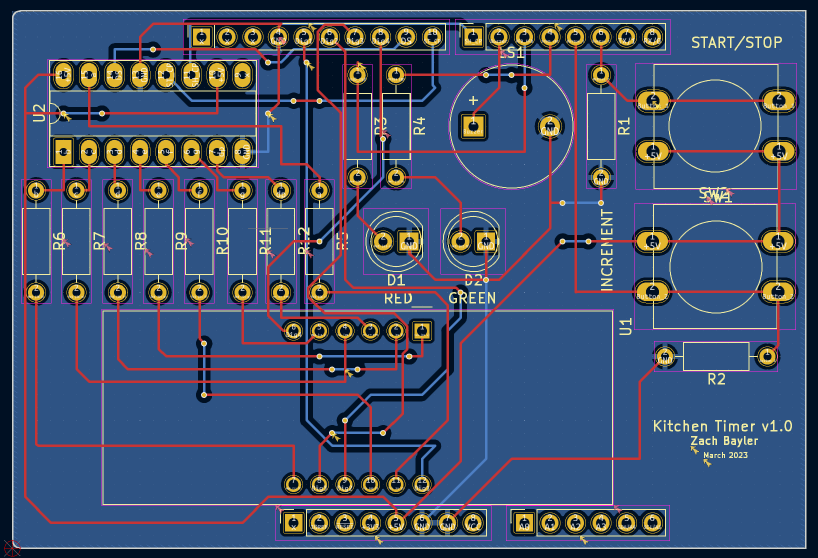 START/STOP
LS1
U2
+
R3
R4
R1
SW1
R6
R7
R8
R9
R10
R11
R12
R5
INCREMENT
D1
D2
RED
GREEN
U1
R2
Kitchen Timer v1.0
Zach Bayler
March 2023